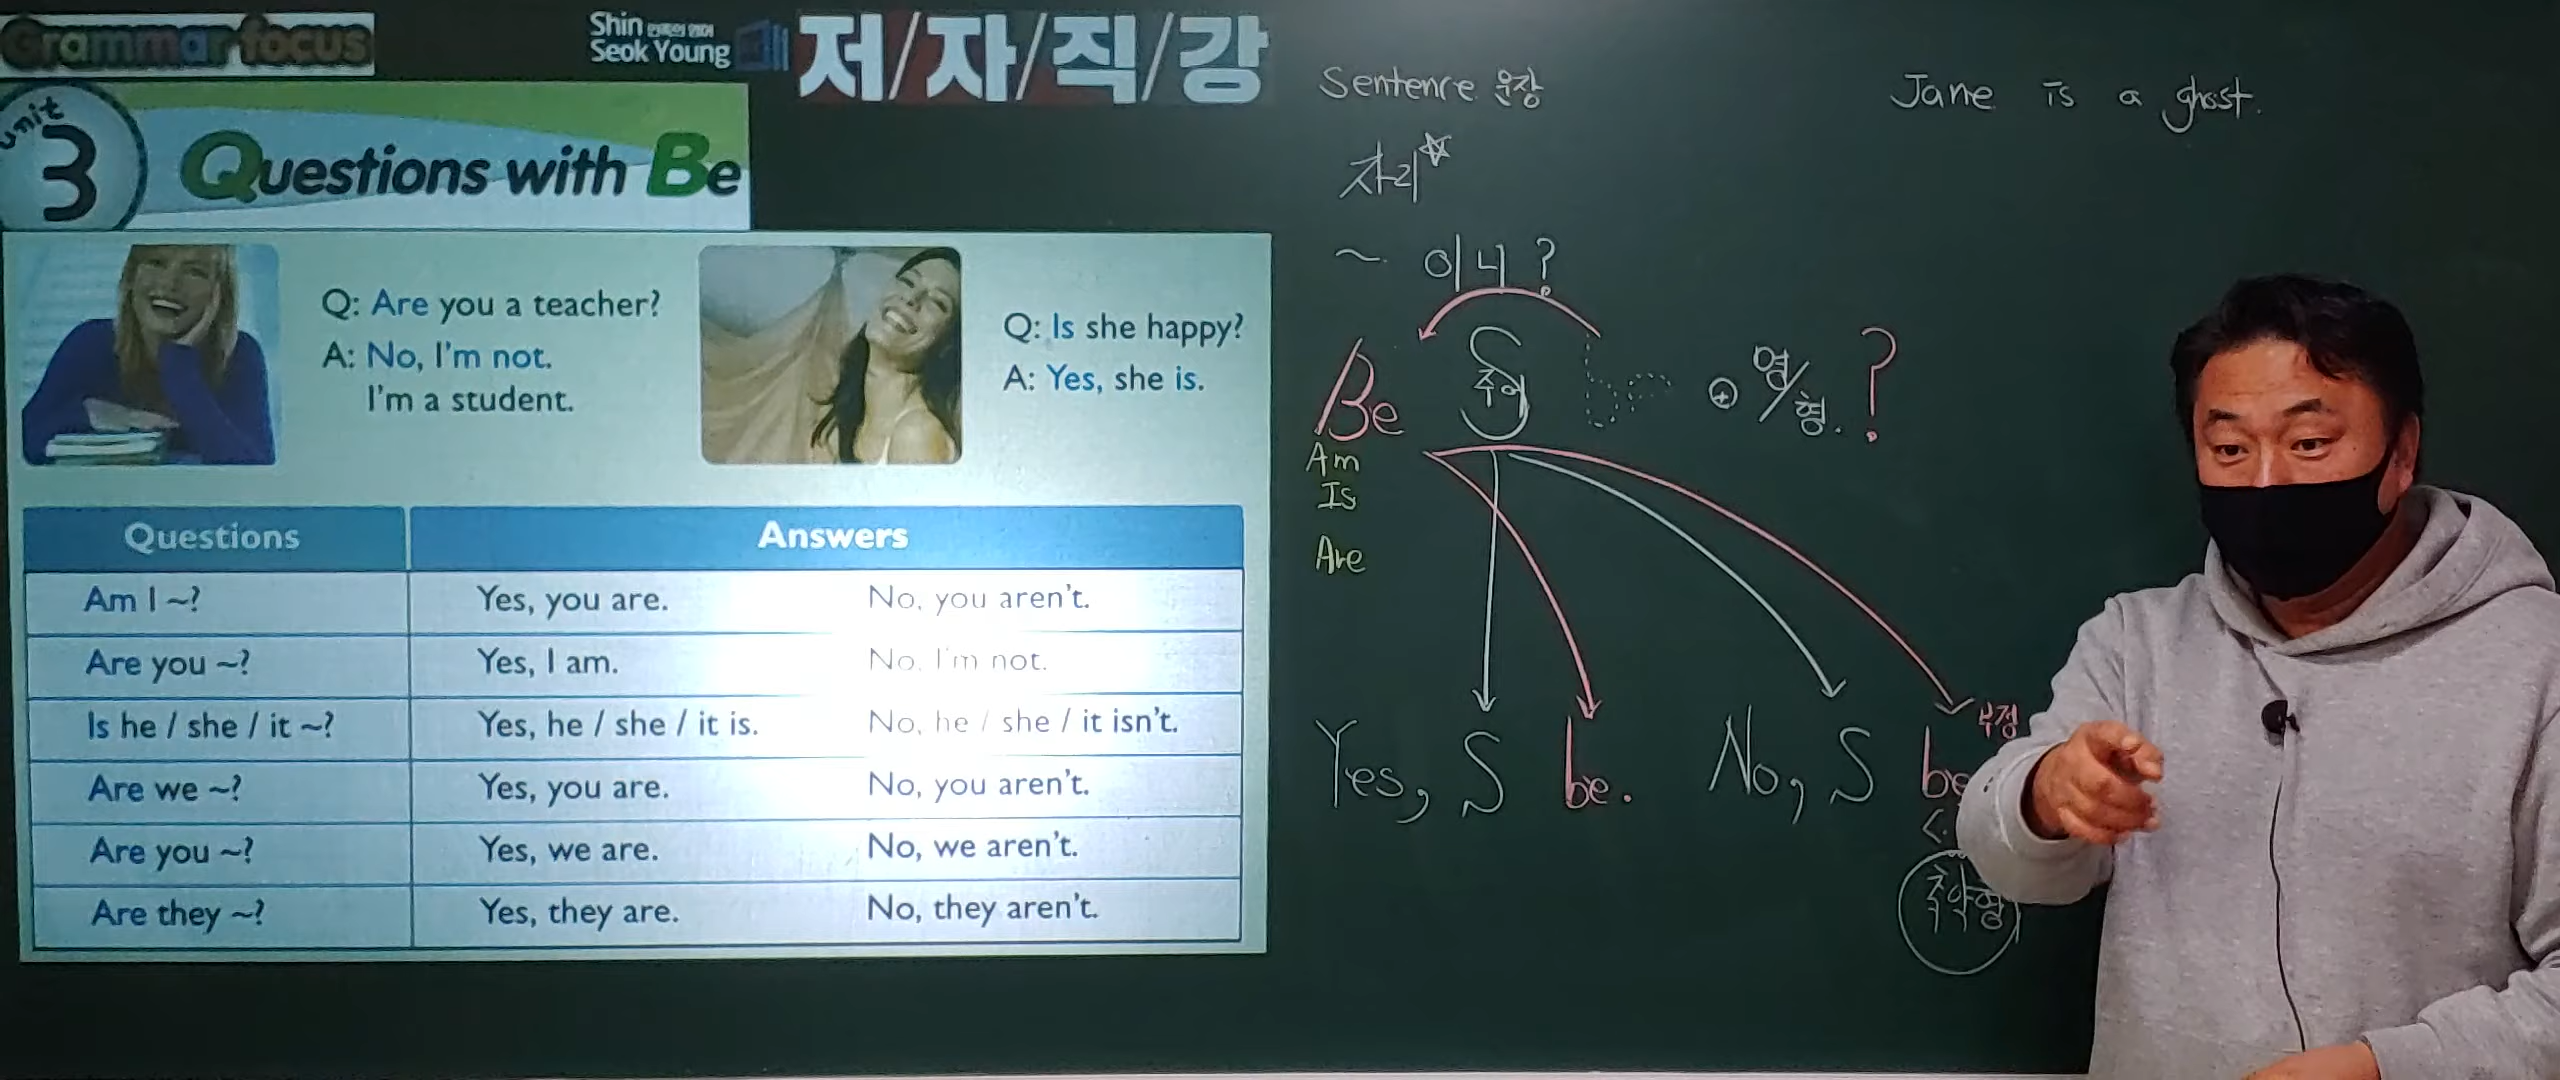 Grammar focus
Shin
Seok Young
저/자/직/강
Unit 3
Questions with Be
Q: Are you a teacher?
A: No, I'm not.
I'm a student.
Q: Is she happy?
A: Yes, she is.
Questions Answers
Am I ~? Yes, you are. No, you aren't.
Are you ~? Yes, I am. No, I'm not.
Is he / she / it ~? Yes, he / she / it is. No, he / she / it isn't.
Are we ~? Yes, you are. No, you aren't.
Are you ~? Yes, we are. No, we aren't.
Are they ~? Yes, they are. No, they aren't.
Sentence 문장
자리
~ 이니?
Be S 주어 be ⊕ 명/형. ?
Am
Is
Are
Yes, S be. No, S be 부정
축약형
Jane is a ghost.